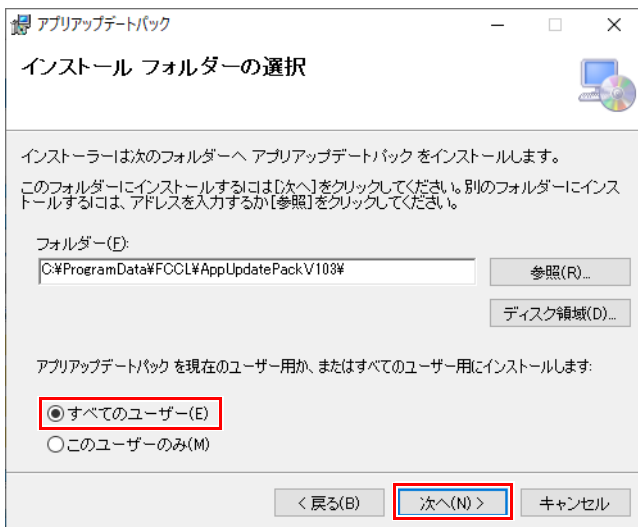 アプリアップデートパック
インストール フォルダーの選択
インストーラーは次のフォルダーへ アプリアップデートパック をインストールします。
このフォルダーにインストールするには[次へ]をクリックしてください。別のフォルダーにインス
トールするには、アドレスを入力するか[参照]をクリックしてください。
フォルダー(F):
C:¥ProgramData¥FCCL¥AppUpdatePackV103¥
参照(R)...
ディスク領域(D)...
アプリアップデートパック を現在のユーザー用か、またはすべてのユーザー用にインストールします:
すべてのユーザー(E)
このユーザーのみ(M)
< 戻る(B)
次へ(N) >
キャンセル